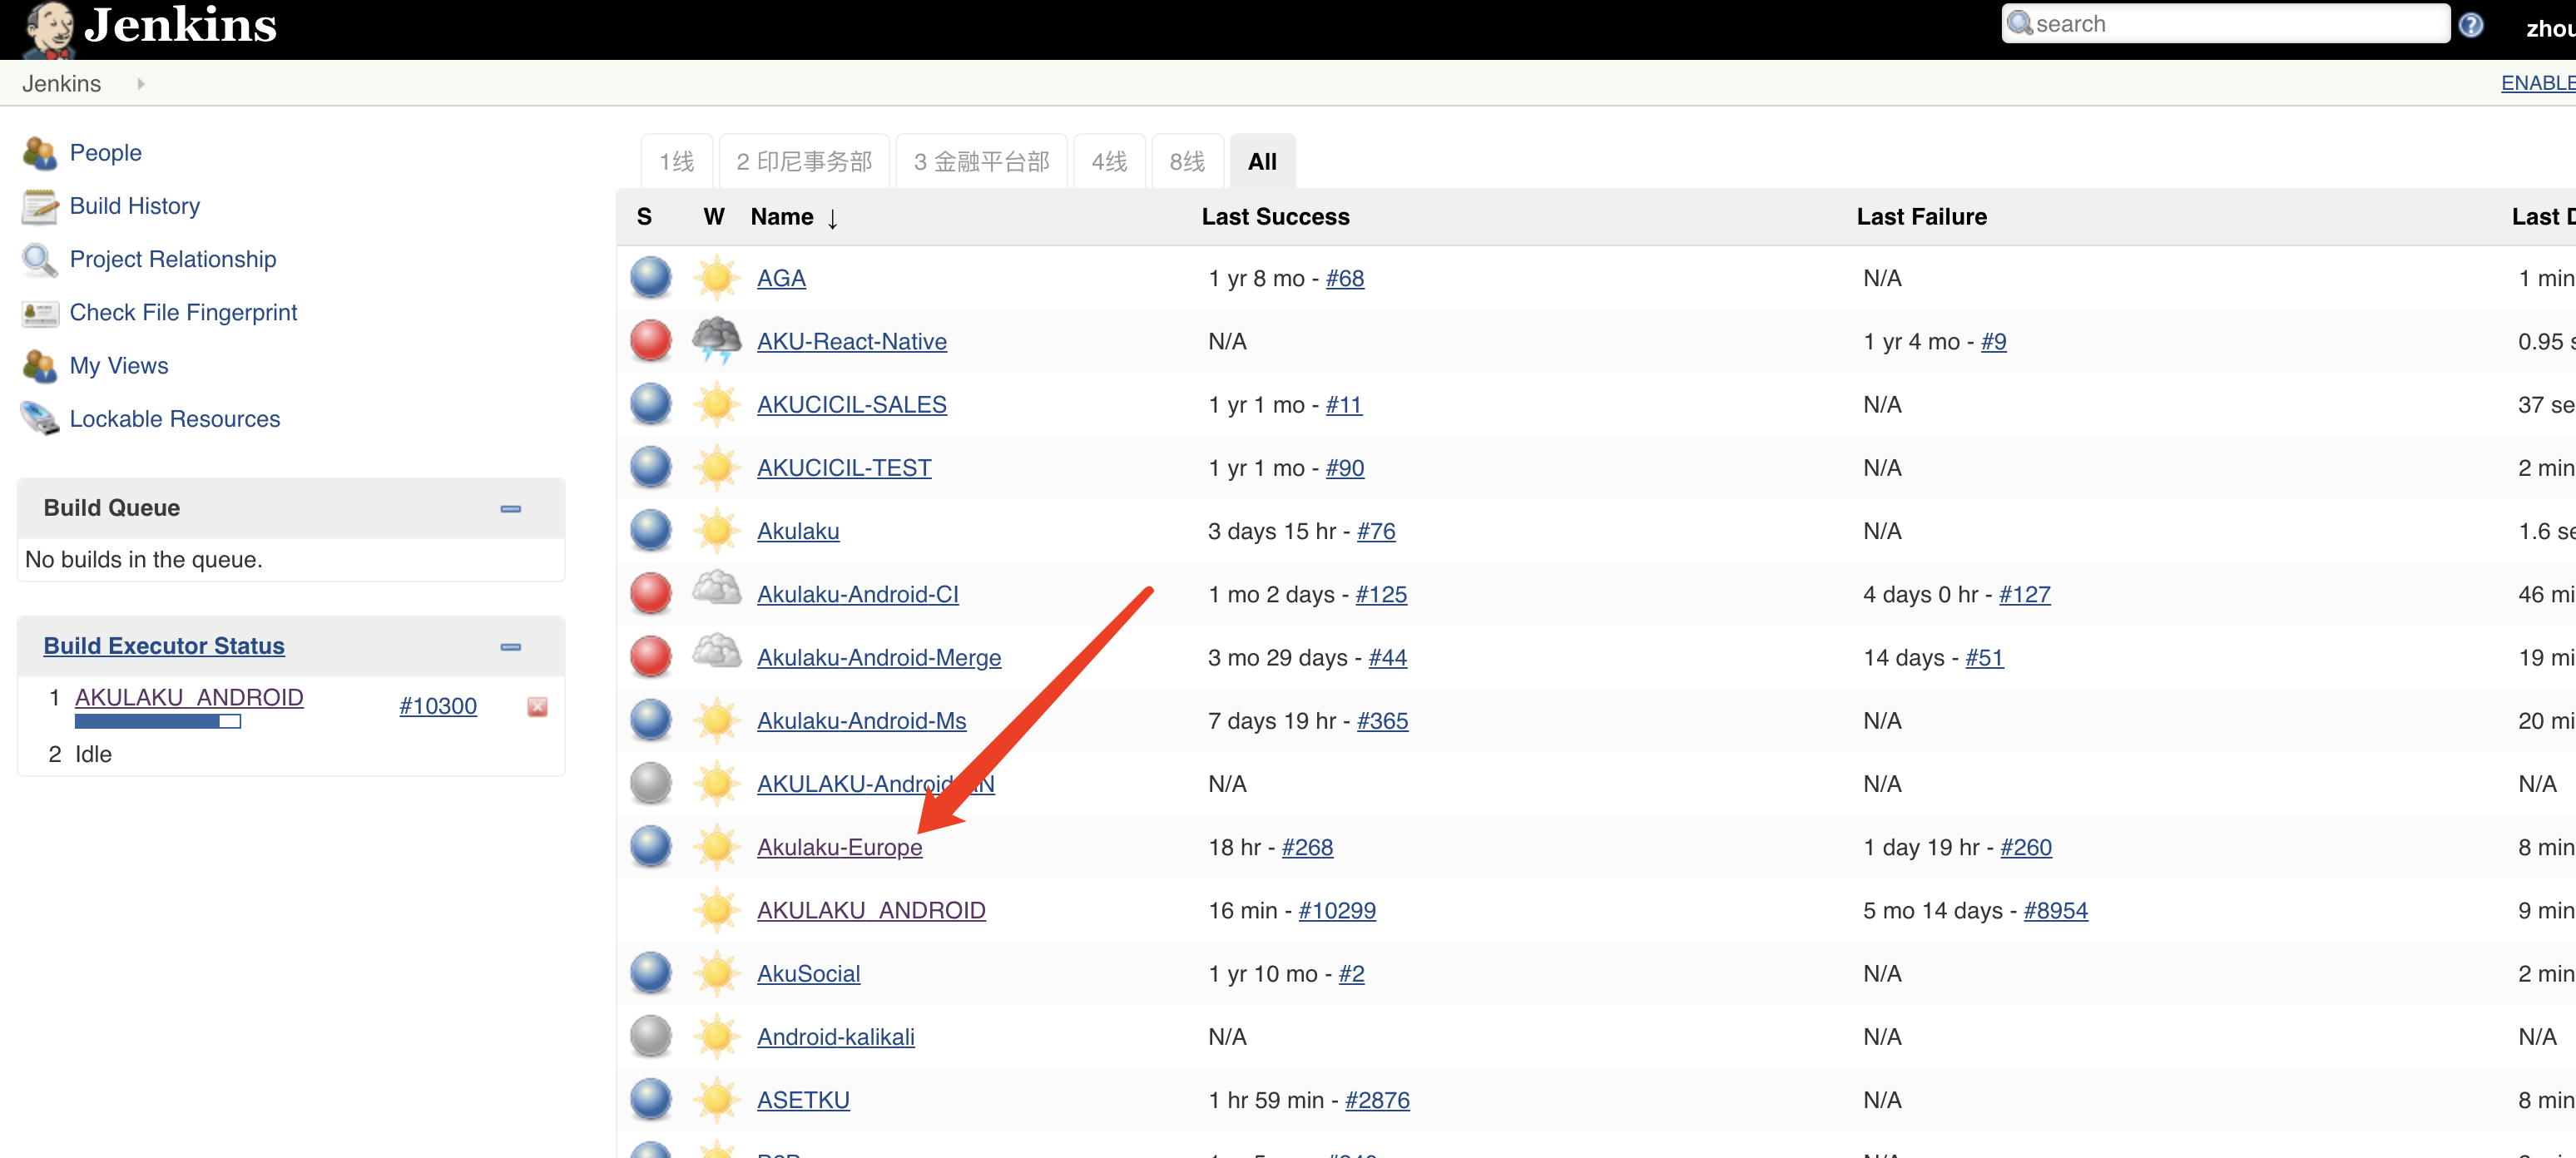 Jenkins
search
zhou
Jenkins
ENABLE
People
Build History
Project Relationship
Check File Fingerprint
My Views
Lockable Resources
Build Queue
No builds in the queue.
Build Executor Status
1 AKULAKU_ANDROID #10300
2 Idle
1线 2 印尼事务部 3 金融平台部 4线 8线 All
S W Name ↓ Last Success Last Failure Last D
AGA 1 yr 8 mo - #68 N/A 1 min
AKU-React-Native N/A 1 yr 4 mo - #9 0.95 s
AKUCICIL-SALES 1 yr 1 mo - #11 N/A 37 se
AKUCICIL-TEST 1 yr 1 mo - #90 N/A 2 min
Akulaku 3 days 15 hr - #76 N/A 1.6 se
Akulaku-Android-CI 1 mo 2 days - #125 4 days 0 hr - #127 46 mi
Akulaku-Android-Merge 3 mo 29 days - #44 14 days - #51 19 mi
Akulaku-Android-Ms 7 days 19 hr - #365 N/A 20 mi
N/A N/A N/A
Akulaku-Europe 18 hr - #268 1 day 19 hr - #260 8 min
AKULAKU_ANDROID 16 min - #10299 5 mo 14 days - #8954 9 min
AkuSocial 1 yr 10 mo - #2 N/A 2 min
Android-kalikali N/A N/A N/A
ASETKU 1 hr 59 min - #2876 N/A 8 min